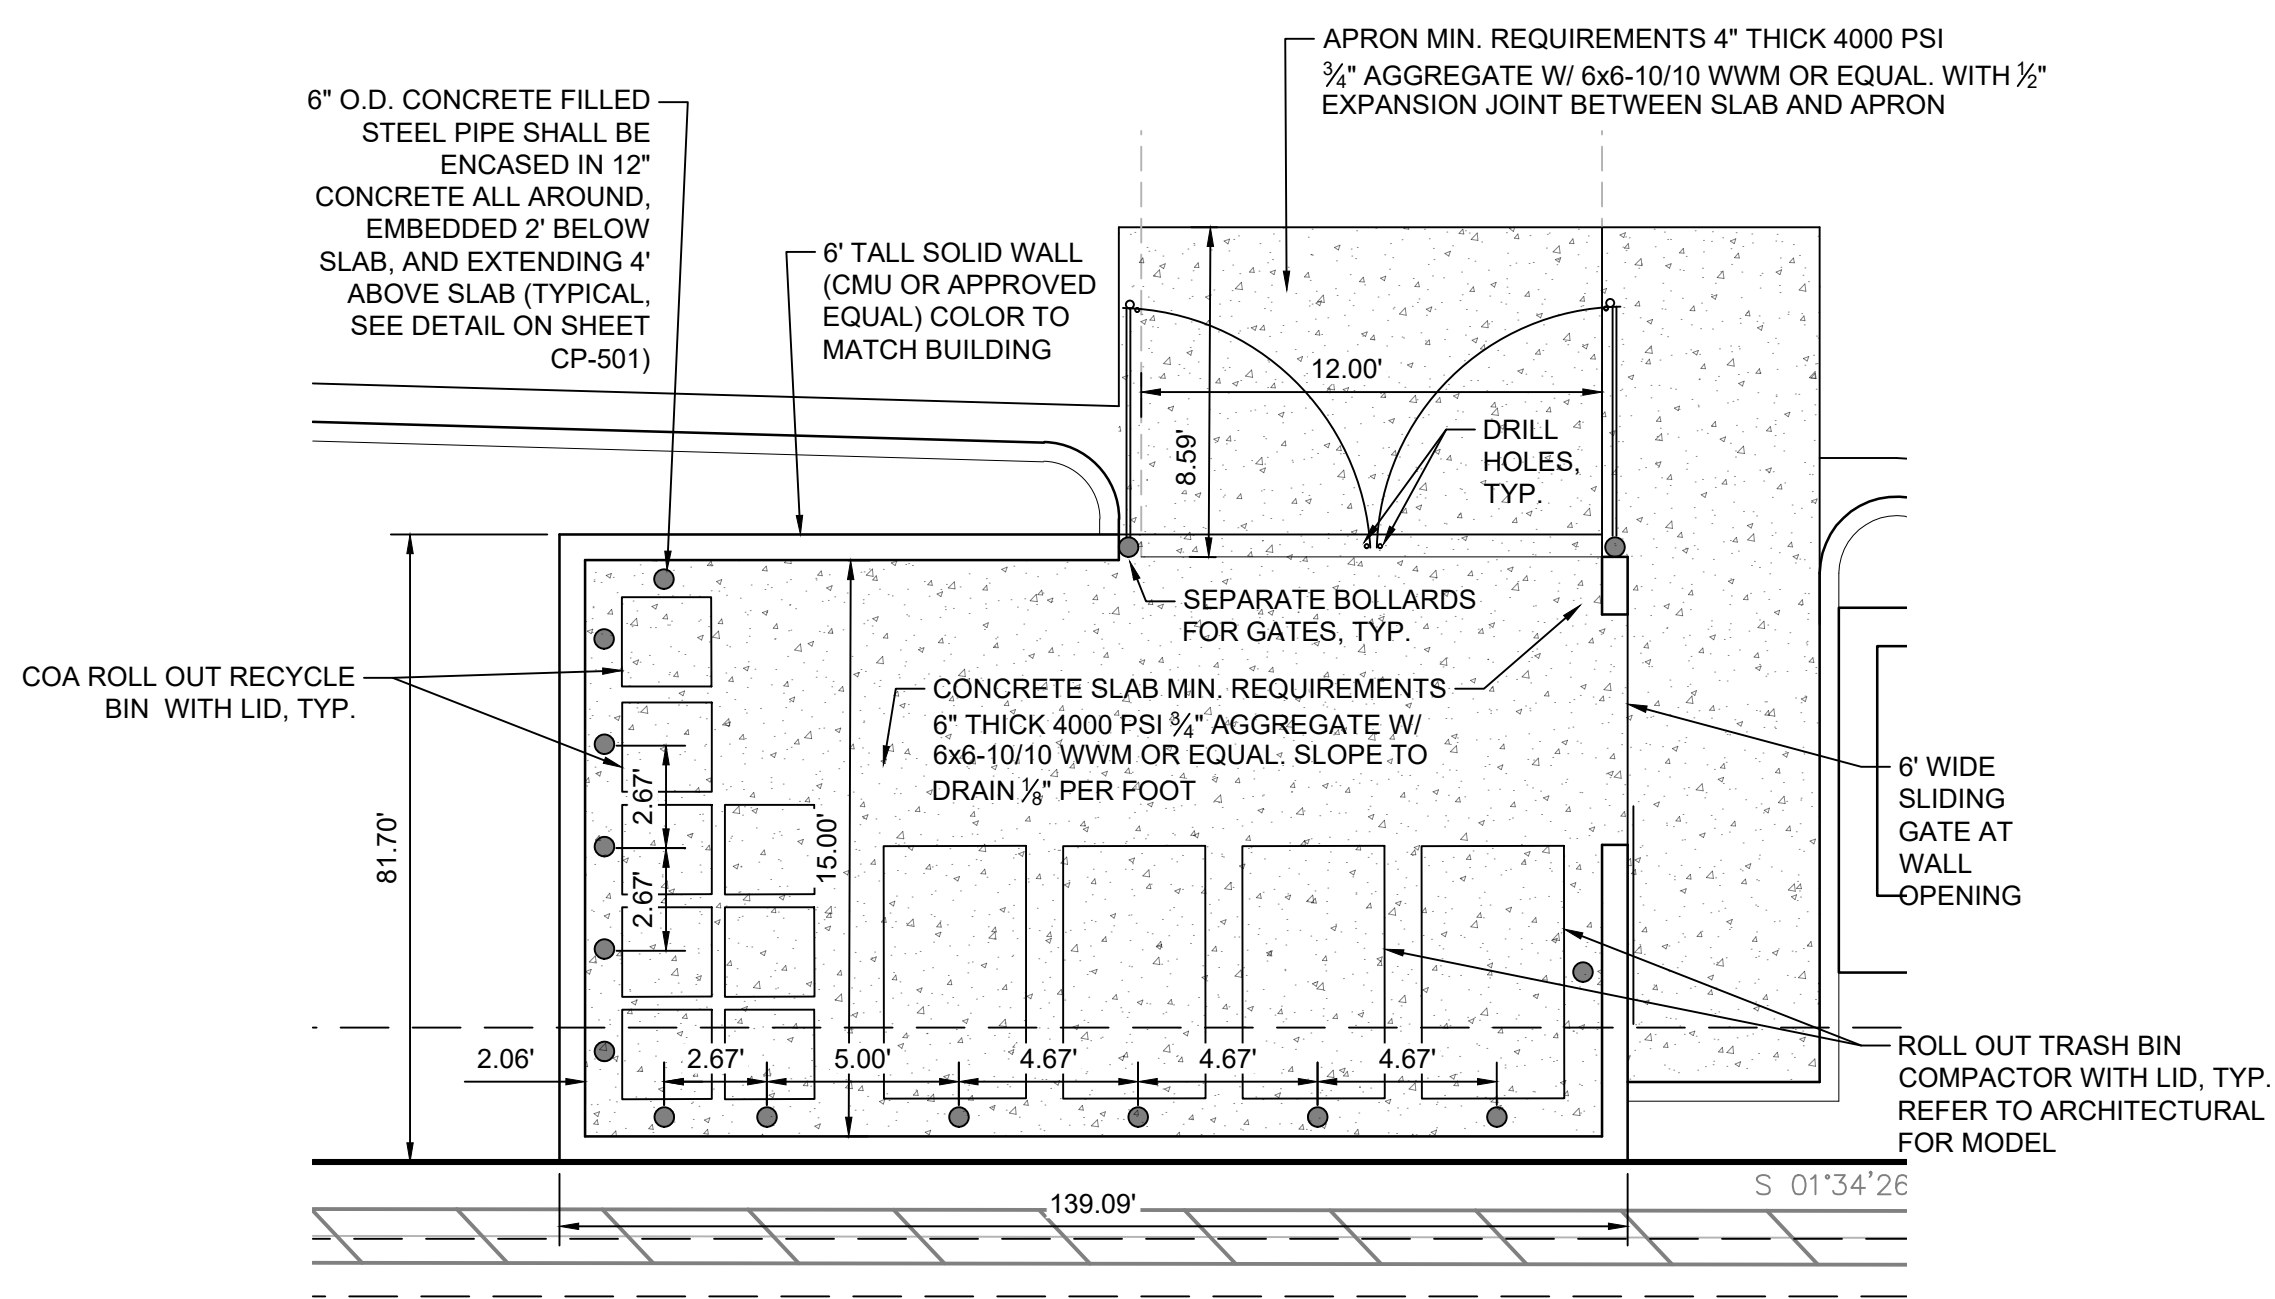 APRON MIN. REQUIREMENTS 4" THICK 4000 PSI
¾" AGGREGATE W/ 6x6-10/10 WWM OR EQUAL. WITH ½"
EXPANSION JOINT BETWEEN SLAB AND APRON
6" O.D. CONCRETE FILLED
STEEL PIPE SHALL BE
ENCASED IN 12"
CONCRETE ALL AROUND,
EMBEDDED 2' BELOW
SLAB, AND EXTENDING 4'
ABOVE SLAB (TYPICAL,
SEE DETAIL ON SHEET
CP-501)
6' TALL SOLID WALL
(CMU OR APPROVED
EQUAL) COLOR TO
MATCH BUILDING
12.00'
8.59'
DRILL
HOLES,
TYP.
SEPARATE BOLLARDS
FOR GATES, TYP.
COA ROLL OUT RECYCLE
BIN WITH LID, TYP.
CONCRETE SLAB MIN. REQUIREMENTS
6" THICK 4000 PSI ¾" AGGREGATE W/
6x6-10/10 WWM OR EQUAL. SLOPE TO
DRAIN ⅛" PER FOOT
6' WIDE
SLIDING
GATE AT
WALL
OPENING
2.67'
2.67'
15.00'
81.70'
2.06'
2.67'
5.00'
4.67'
4.67'
4.67'
ROLL OUT TRASH BIN
COMPACTOR WITH LID, TYP.
REFER TO ARCHITECTURAL
FOR MODEL
S 01°34'26
139.09'